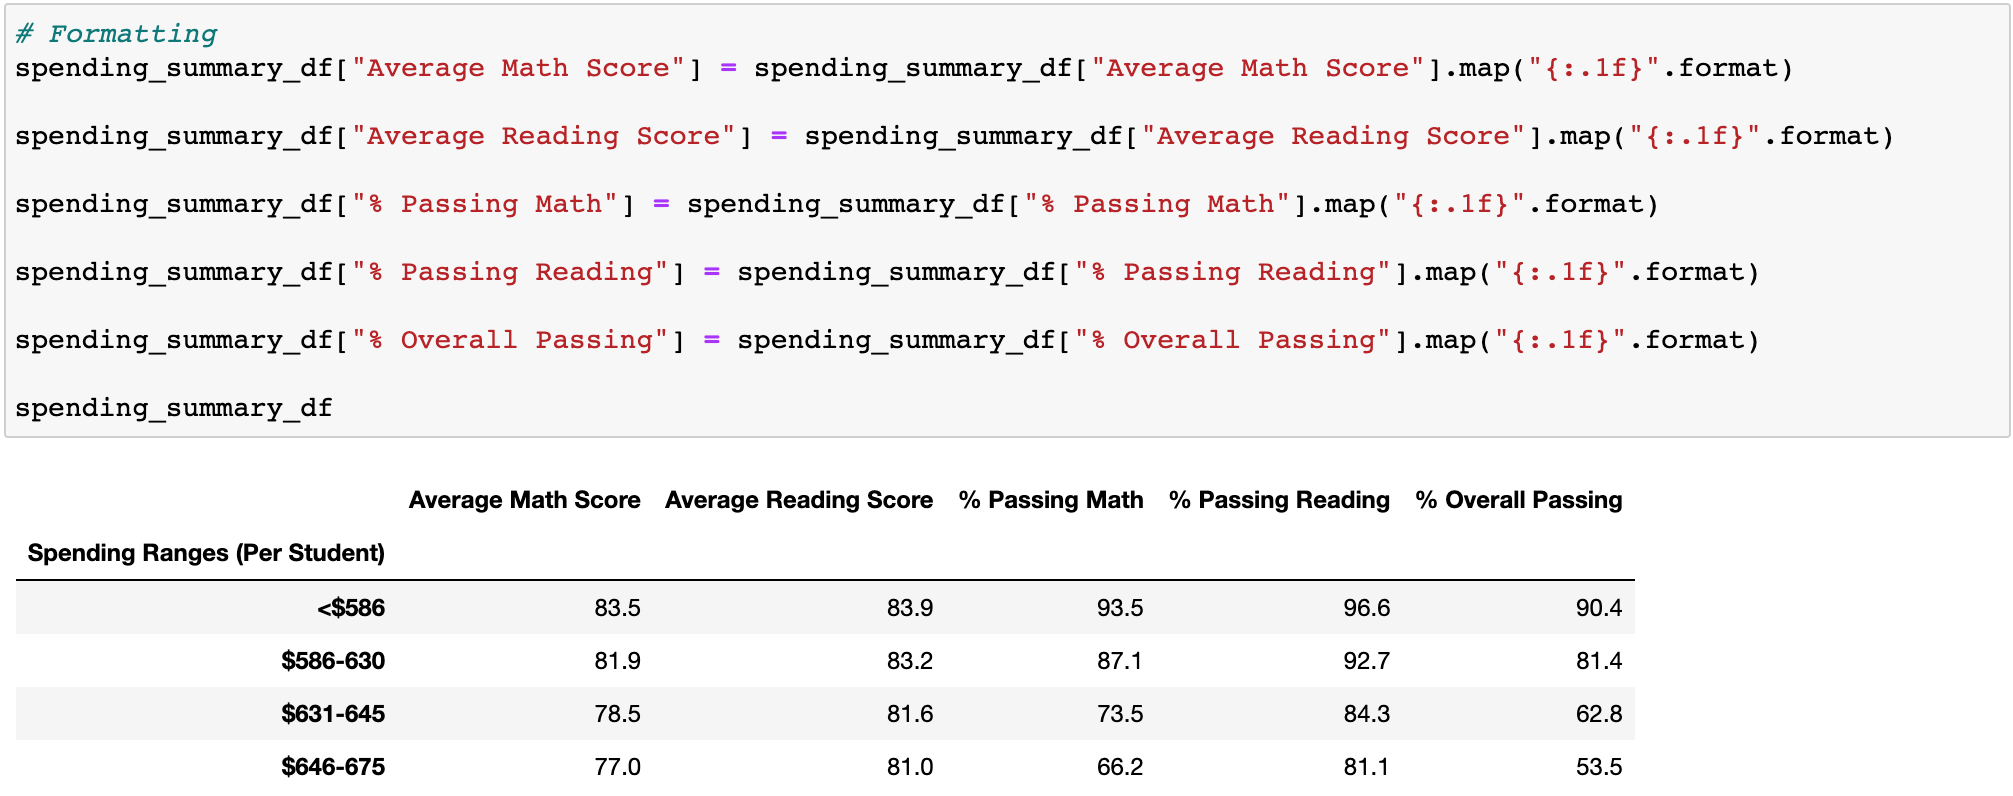 # Formatting
spending_summary_df["Average Math Score"] = spending_summary_df["Average Math Score"].map("{:.1f}".format)
spending_summary_df["Average Reading Score"] = spending_summary_df["Average Reading Score"].map("{:.1f}".format)
spending_summary_df["% Passing Math"] = spending_summary_df["% Passing Math"].map("{:.1f}".format)
spending_summary_df["% Passing Reading"] = spending_summary_df["% Passing Reading"].map("{:.1f}".format)
spending_summary_df["% Overall Passing"] = spending_summary_df["% Overall Passing"].map("{:.1f}".format)
spending_summary_df
Average Math Score Average Reading Score % Passing Math % Passing Reading % Overall Passing
Spending Ranges (Per Student)
<$586 83.5 83.9 93.5 96.6 90.4
$586-630 81.9 83.2 87.1 92.7 81.4
$631-645 78.5 81.6 73.5 84.3 62.8
$646-675 77.0 81.0 66.2 81.1 53.5